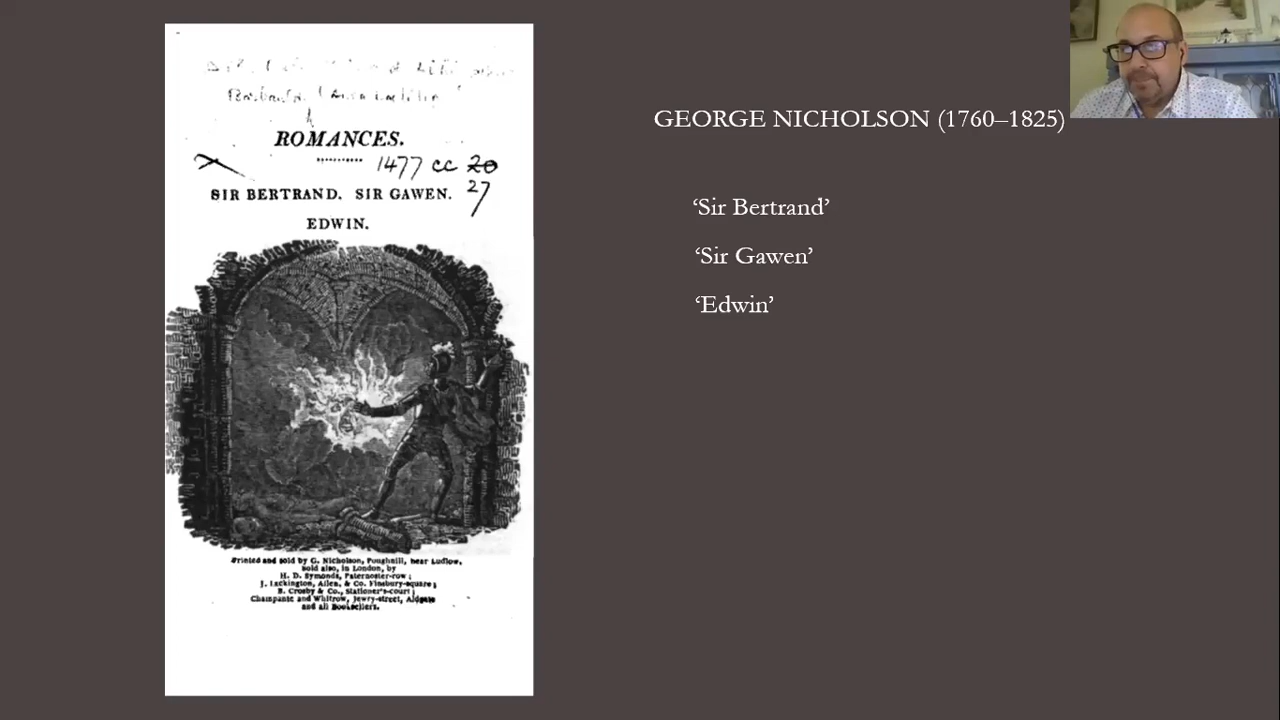 ROMANCES.
1477 cc 20
27
SIR BERTRAND. SIR GAWEN.
EDWIN.
Printed and sold by G. Nicholson, Poughnill, near Ludlow,
sold also, in London, by
H. D. Symonds, Paternoster-row;
J. Lackington, Allen, & Co. Finsbury-square;
B. Crosby & Co., Stationer's-court;
Champante and Whitrow, Jewry-street, Aldgate
and all Booksellers.
GEORGE NICHOLSON (1760–1825)
‘Sir Bertrand’
‘Sir Gawen’
‘Edwin’